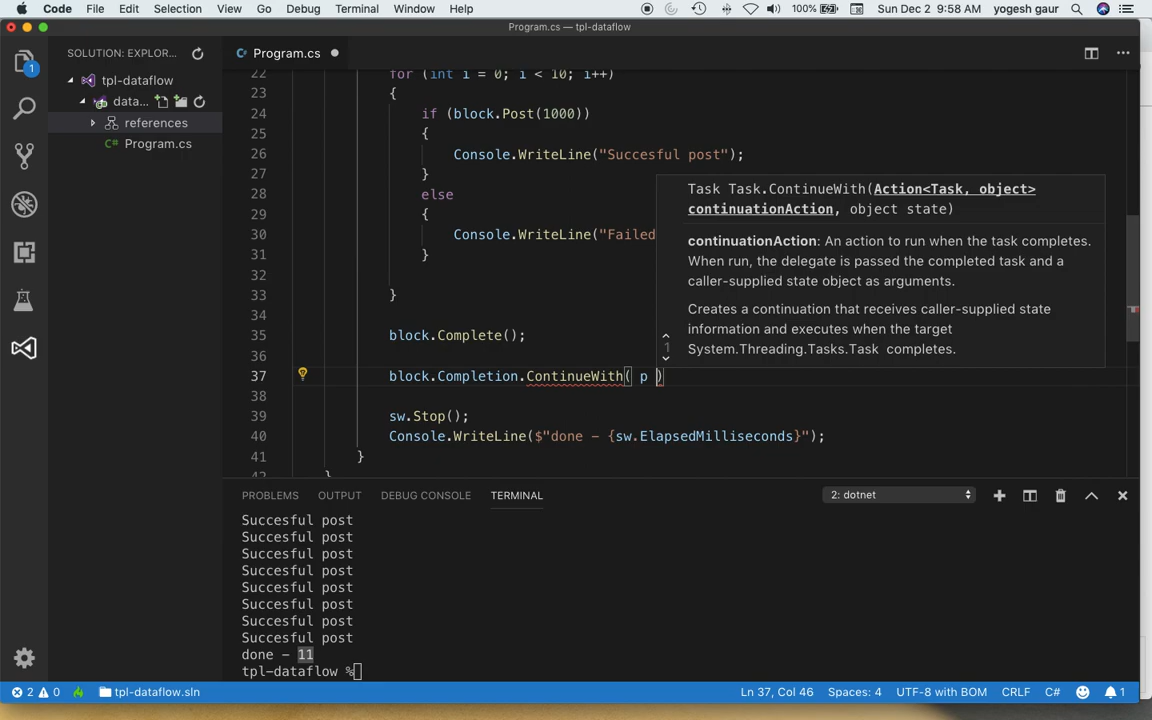 Code File Edit Selection View Go Debug Terminal Window Help 100% Sun Dec 2 9:58 AM yogesh gaur
Program.cs — tpl-dataflow
SOLUTION: EXPLOR...
Program.cs
1
tpl-dataflow
data...
references
Program.cs
22 for (int i = 0; i < 10; i++)
23 {
24 if (block.Post(1000))
25 {
26 Console.WriteLine("Succesful post");
27 }
28 else
29 {
30 Console.WriteLine("Failed
31 }
32
33 }
34
35 block.Complete();
36
37 block.Completion.ContinueWith( p )
38
39 sw.Stop();
40 Console.WriteLine($"done - {sw.ElapsedMilliseconds}");
41 }
42 }
Task Task.ContinueWith(Action<Task, object>
continuationAction, object state)
continuationAction: An action to run when the task completes.
When run, the delegate is passed the completed task and a
caller-supplied state object as arguments.
1
Creates a continuation that receives caller-supplied state
information and executes when the target
System.Threading.Tasks.Task completes.
PROBLEMS OUTPUT DEBUG CONSOLE TERMINAL 2: dotnet
Succesful post
Succesful post
Succesful post
Succesful post
Succesful post
Succesful post
Succesful post
Succesful post
done - 11
tpl-dataflow %
2 0 tpl-dataflow.sln Ln 37, Col 46 Spaces: 4 UTF-8 with BOM CRLF C# 1